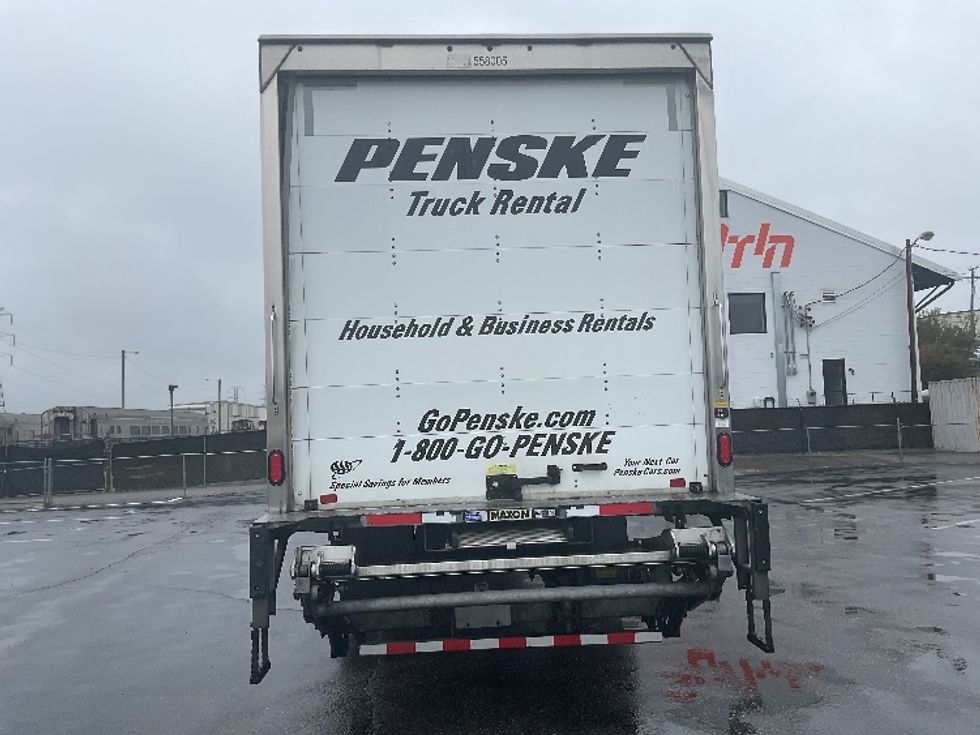 558006
PENSKE
Truck Rental
Household & Business Rentals
GoPenske.com
1-800-GO-PENSKE
AAA
Special Savings for Members
Your Next Car
PenskeCars.com
MAXON